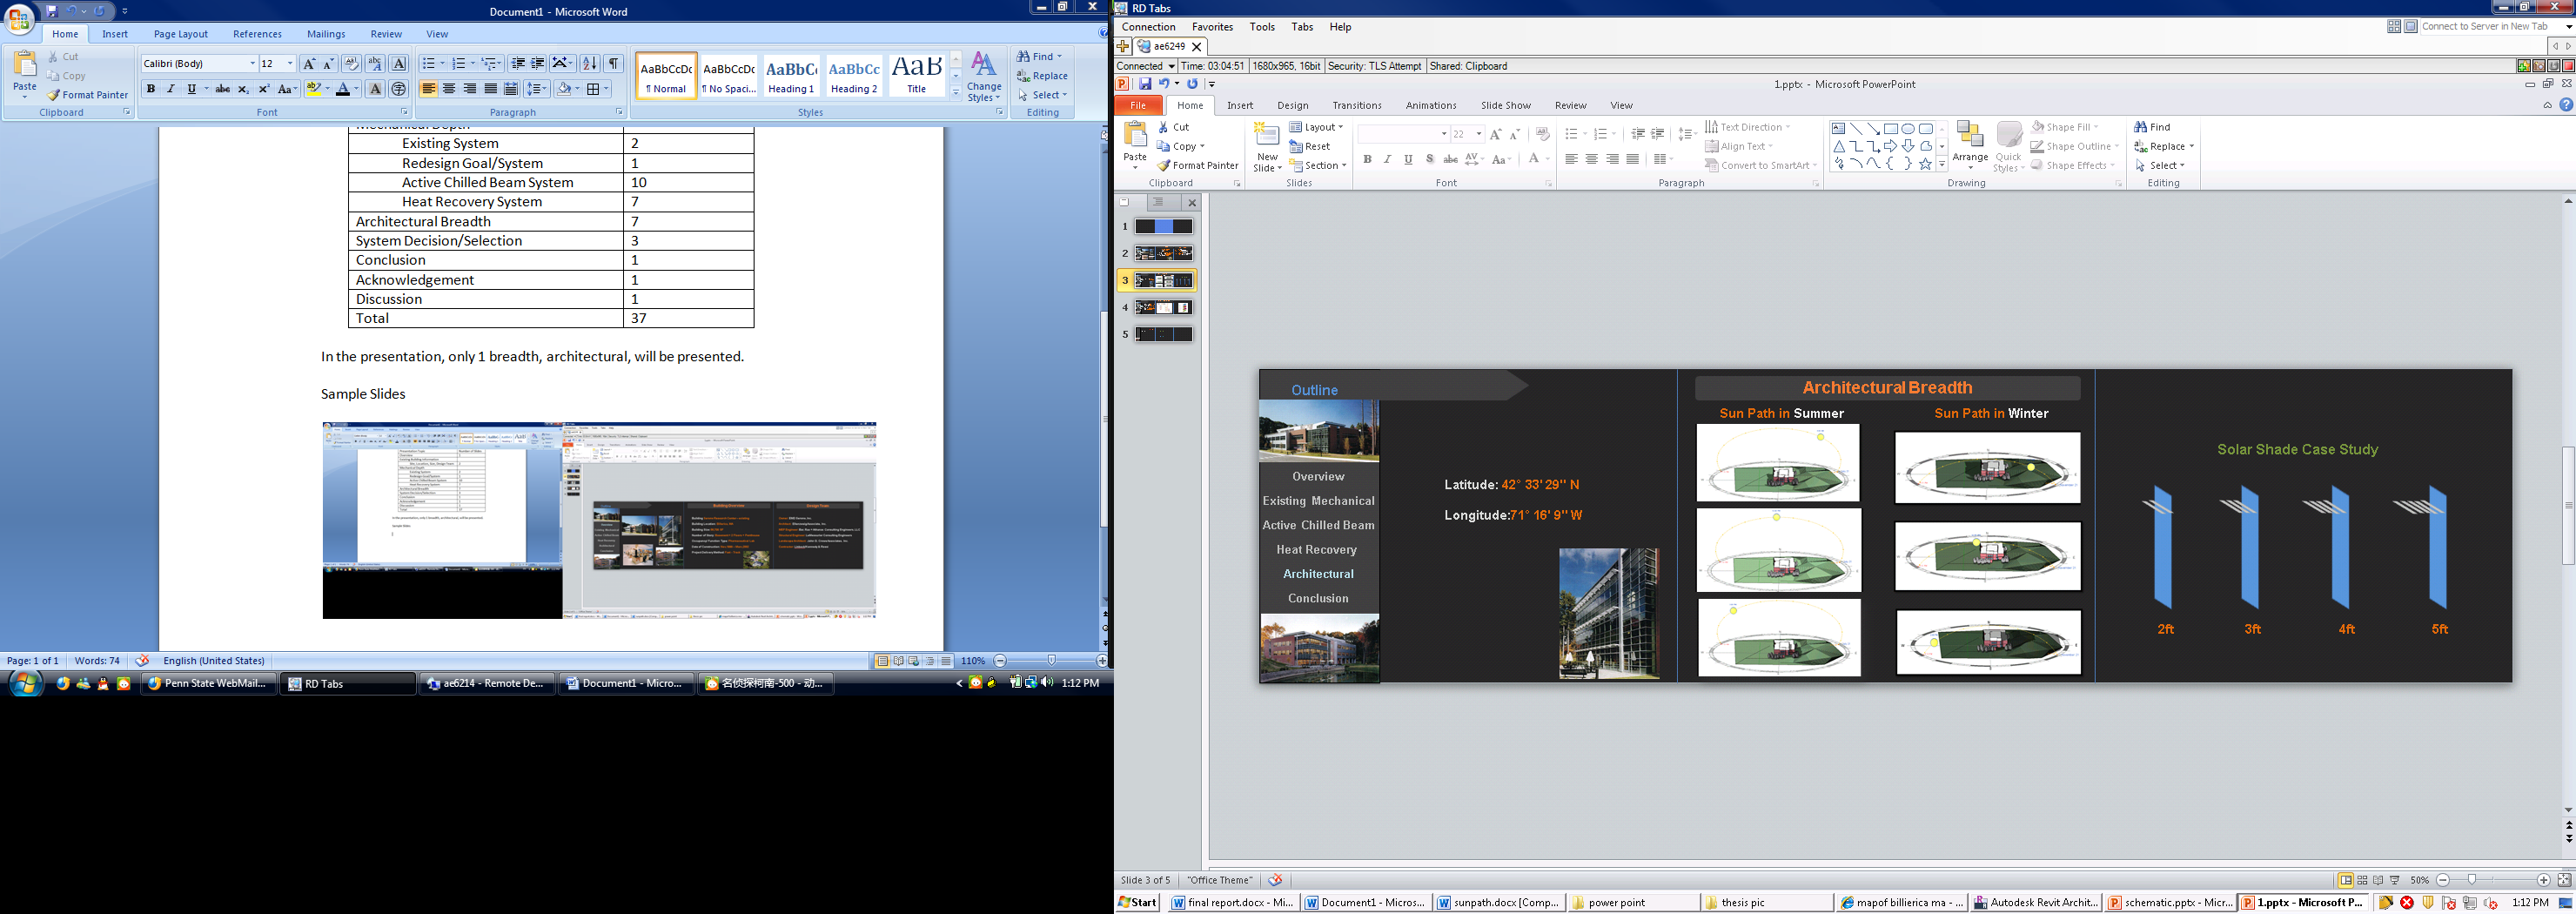 Document1 - Microsoft Word
Home Insert Page Layout References Mailings Review View
Paste
Cut
Copy
Format Painter
Clipboard
Calibri (Body) 12
Font
Paragraph
AaBbCcDc AaBbCcDc AaBbC AaBbCc AaB
¶ Normal ¶ No Spaci... Heading 1 Heading 2 Title
Change Styles
Styles
Find
Replace
Select
Editing
Mechanical Depth
Existing System 2
Redesign Goal/System 1
Active Chilled Beam System 10
Heat Recovery System 7
Architectural Breadth 7
System Decision/Selection 3
Conclusion 1
Acknowledgement 1
Discussion 1
Total 37
In the presentation, only 1 breadth, architectural, will be presented.
Sample Slides
Page: 1 of 1 Words: 74 English (United States) 110%
Penn State WebMail... RD Tabs ae6214 - Remote De... Document1 - Micro... 名侦探柯南-500 - 动... 1:12 PM
RD Tabs
Connection Favorites Tools Tabs Help
Connect to Server in New Tab
ae6249
Connected Time: 03:04:51 1680x965, 16bit Security: TLS Attempt Shared: Clipboard
1.pptx - Microsoft PowerPoint
File Home Insert Design Transitions Animations Slide Show Review View
Paste
Cut
Copy
Format Painter
Clipboard
New Slide
Layout
Reset
Section
Slides
22
Font
Text Direction
Align Text
Convert to SmartArt
Paragraph
Arrange
Quick Styles
Shape Fill
Shape Outline
Shape Effects
Drawing
Find
Replace
Select
Editing
1
2
3
4
5
Outline
Overview
Existing Mechanical
Active Chilled Beam
Heat Recovery
Architectural
Conclusion
Latitude: 42° 33' 29'' N
Longitude:71° 16' 9'' W
Architectural Breadth
Sun Path in Summer Sun Path in Winter
Solar Shade Case Study
2ft 3ft 4ft 5ft
Slide 3 of 5 "Office Theme" 50%
Start final report.docx - Mi... Document1 - Micros... sunpath.docx [Comp... power point thesis pic mapof billierica ma - ... Autodesk Revit Archit... schematic.pptx - Micr... 1.pptx - Microsoft P... 1:12 PM